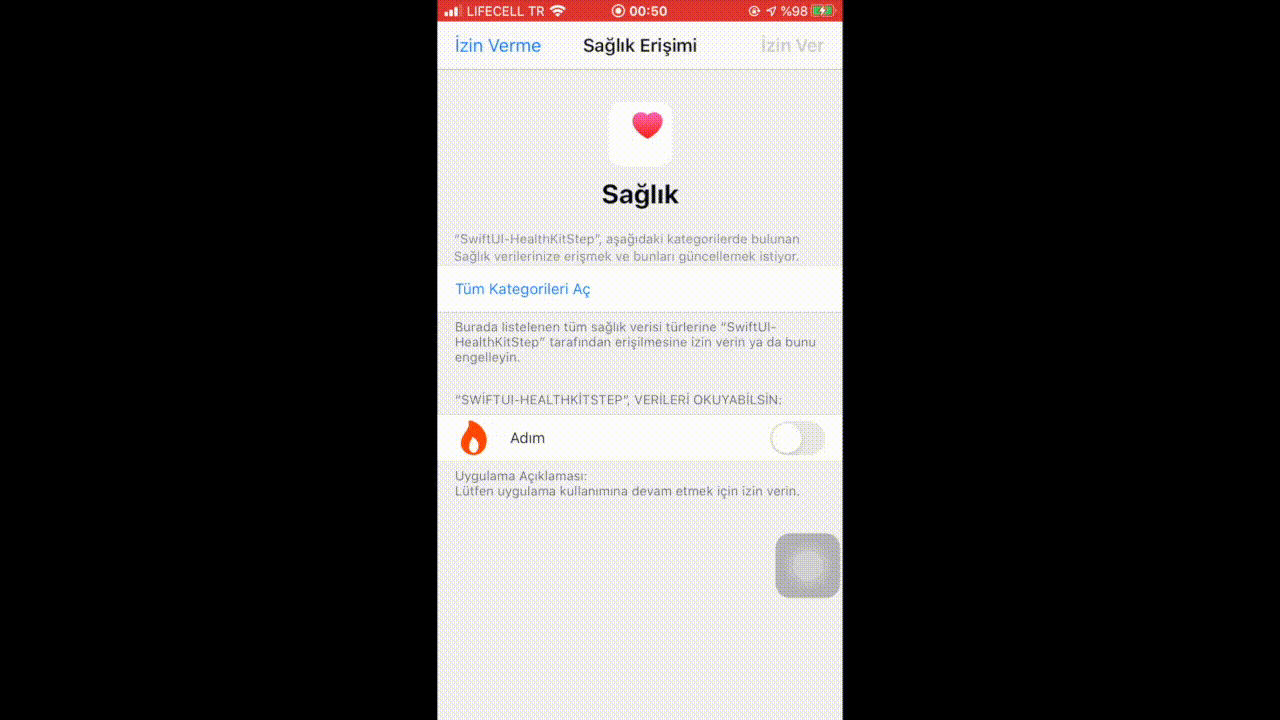 LIFECELL TR 00:50 %98
İzin Verme Sağlık Erişimi İzin Ver
Sağlık
“SwiftUI-HealthKitStep”, aşağıdaki kategorilerde bulunan
Sağlık verilerinize erişmek ve bunları güncellemek istiyor.
Tüm Kategorileri Aç
Burada listelenen tüm sağlık verisi türlerine “SwiftUI-
HealthKitStep” tarafından erişilmesine izin verin ya da bunu
engelleyin.
“SWİFTUI-HEALTHKİTSTEP”, VERİLERİ OKUYABİLSİN:
Adım
Uygulama Açıklaması:
Lütfen uygulama kullanımına devam etmek için izin verin.